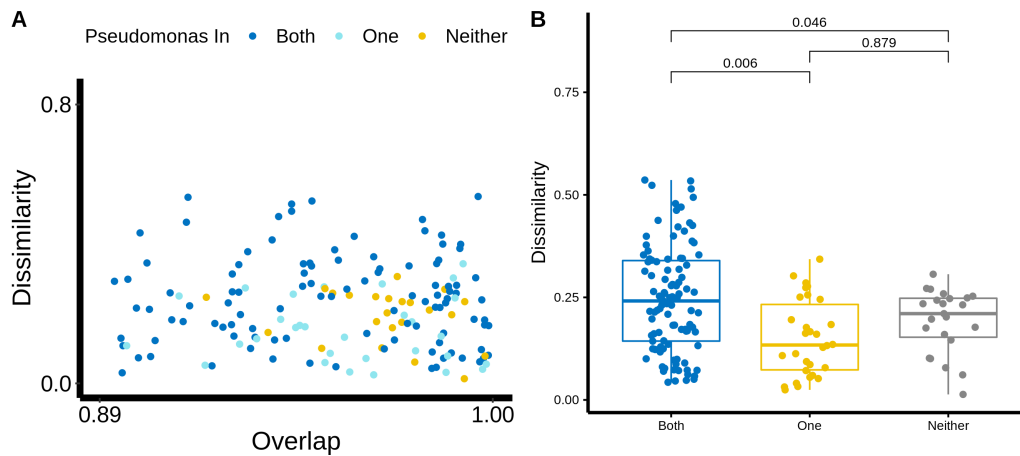 A
Pseudomonas In Both One Neither
Dissimilarity
0.8
0.0
0.89 1.00
Overlap
B
0.046
0.879
0.006
Dissimilarity
0.75
0.50
0.25
0.00
Both One Neither